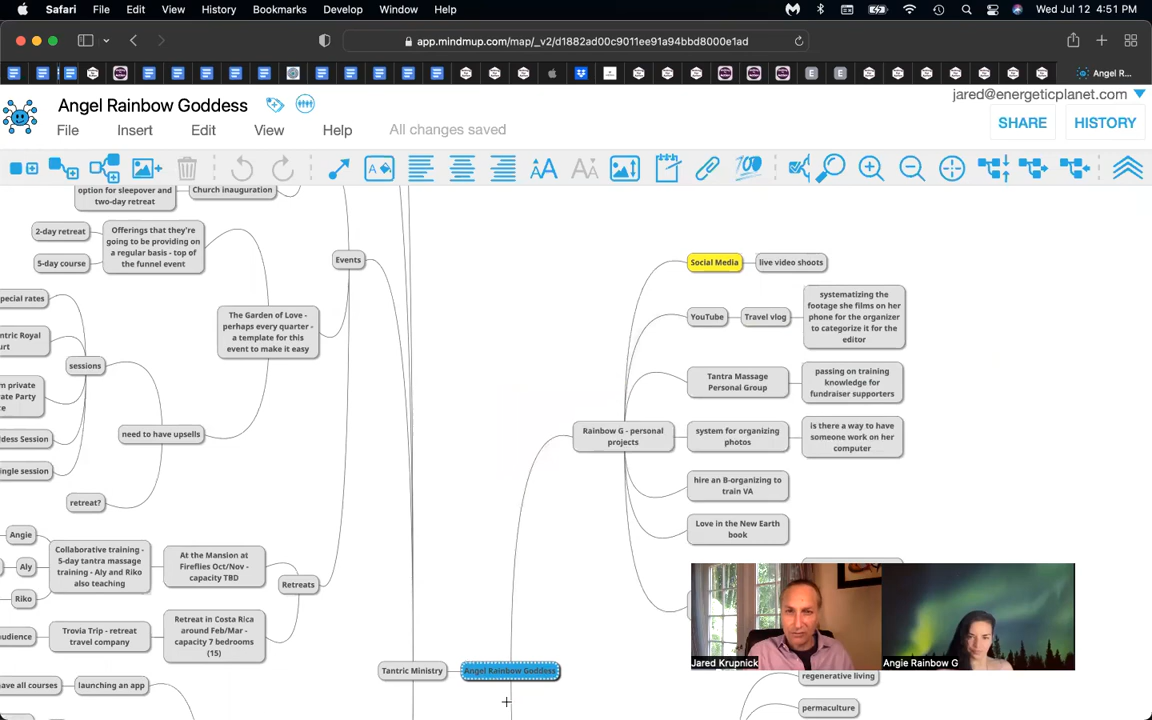 Safari File Edit View History Bookmarks Develop Window Help Wed Jul 12 4:51 PM
app.mindmup.com/map/_v2/d1882ad00c9011ee91a94bbd8000e1ad
Angel R...
Angel Rainbow Goddess
jared@energeticplanet.com
File Insert Edit View Help All changes saved
SHARE HISTORY
option for sleepover and
two-day retreat
Church inauguration
2-day retreat
5-day course
Offerings that they're
going to be providing on
a regular basis - top of
the funnel event
Events
The Garden of Love -
perhaps every quarter -
a template for this
event to make it easy
pecial rates
ntric Royal
urt
m private
ate Party
ce
ddess Session
ingle session
sessions
need to have upsells
retreat?
Angie
Aly
Riko
Collaborative training -
5-day tantra massage
training - Aly and Riko
also teaching
At the Mansion at
Fireflies Oct/Nov -
capacity TBD
Retreats
udience
Trovia Trip - retreat
travel company
Retreat in Costa Rica
around Feb/Mar -
capacity 7 bedrooms
(15)
ave all courses
launching an app
Tantric Ministry
Angel Rainbow Goddess
Rainbow G - personal
projects
Social Media
live video shoots
YouTube
Travel vlog
systematizing the
footage she films on her
phone for the organizer
to categorize it for the
editor
Tantra Massage
Personal Group
passing on training
knowledge for
fundraiser supporters
system for organizing
photos
is there a way to have
someone work on her
computer
hire an B-organizing to
train VA
Love in the New Earth
book
Jared Krupnick
Angie Rainbow G
regenerative living
permaculture